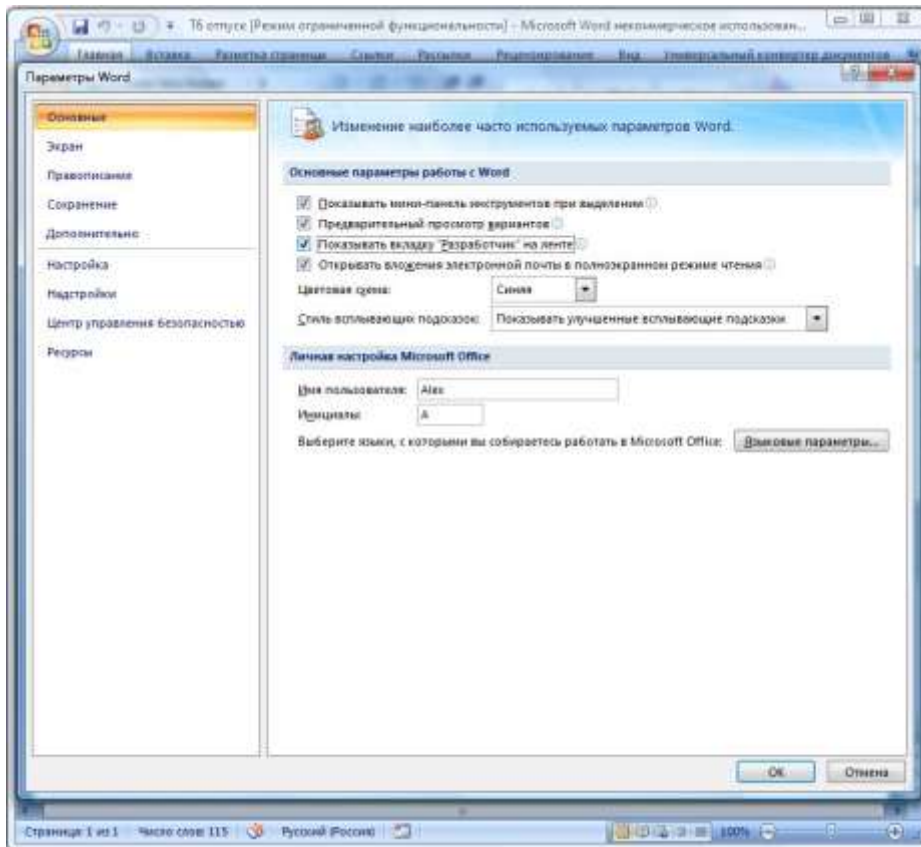 Т6 отпуске [Режим ограниченной функциональности] - Microsoft Word некоммерческое использован...
Главная Вставка Разметка страницы Ссылки Рассылки Рецензирование Вид Универсальный конвертер документов
Параметры Word
Основные
Экран
Правописание
Сохранение
Дополнительно
Настройка
Надстройки
Центр управления безопасностью
Ресурсы
Изменение наиболее часто используемых параметров Word.
Основные параметры работы с Word
Показывать мини-панель инструментов при выделении
Предварительный просмотр вариантов
Показывать вкладку "Разработчик" на ленте
Открывать вложения электронной почты в полноэкранном режиме чтения
Цветовая схема: Синяя
Стиль всплывающих подсказок: Показывать улучшенные всплывающие подсказки
Личная настройка Microsoft Office
Имя пользователя: Alex
Инициалы: A
Выберите языки, с которыми вы собираетесь работать в Microsoft Office: Языковые параметры...
ОК Отмена
Страница 1 из 1 Число слов: 115 Русский (Россия) 100%